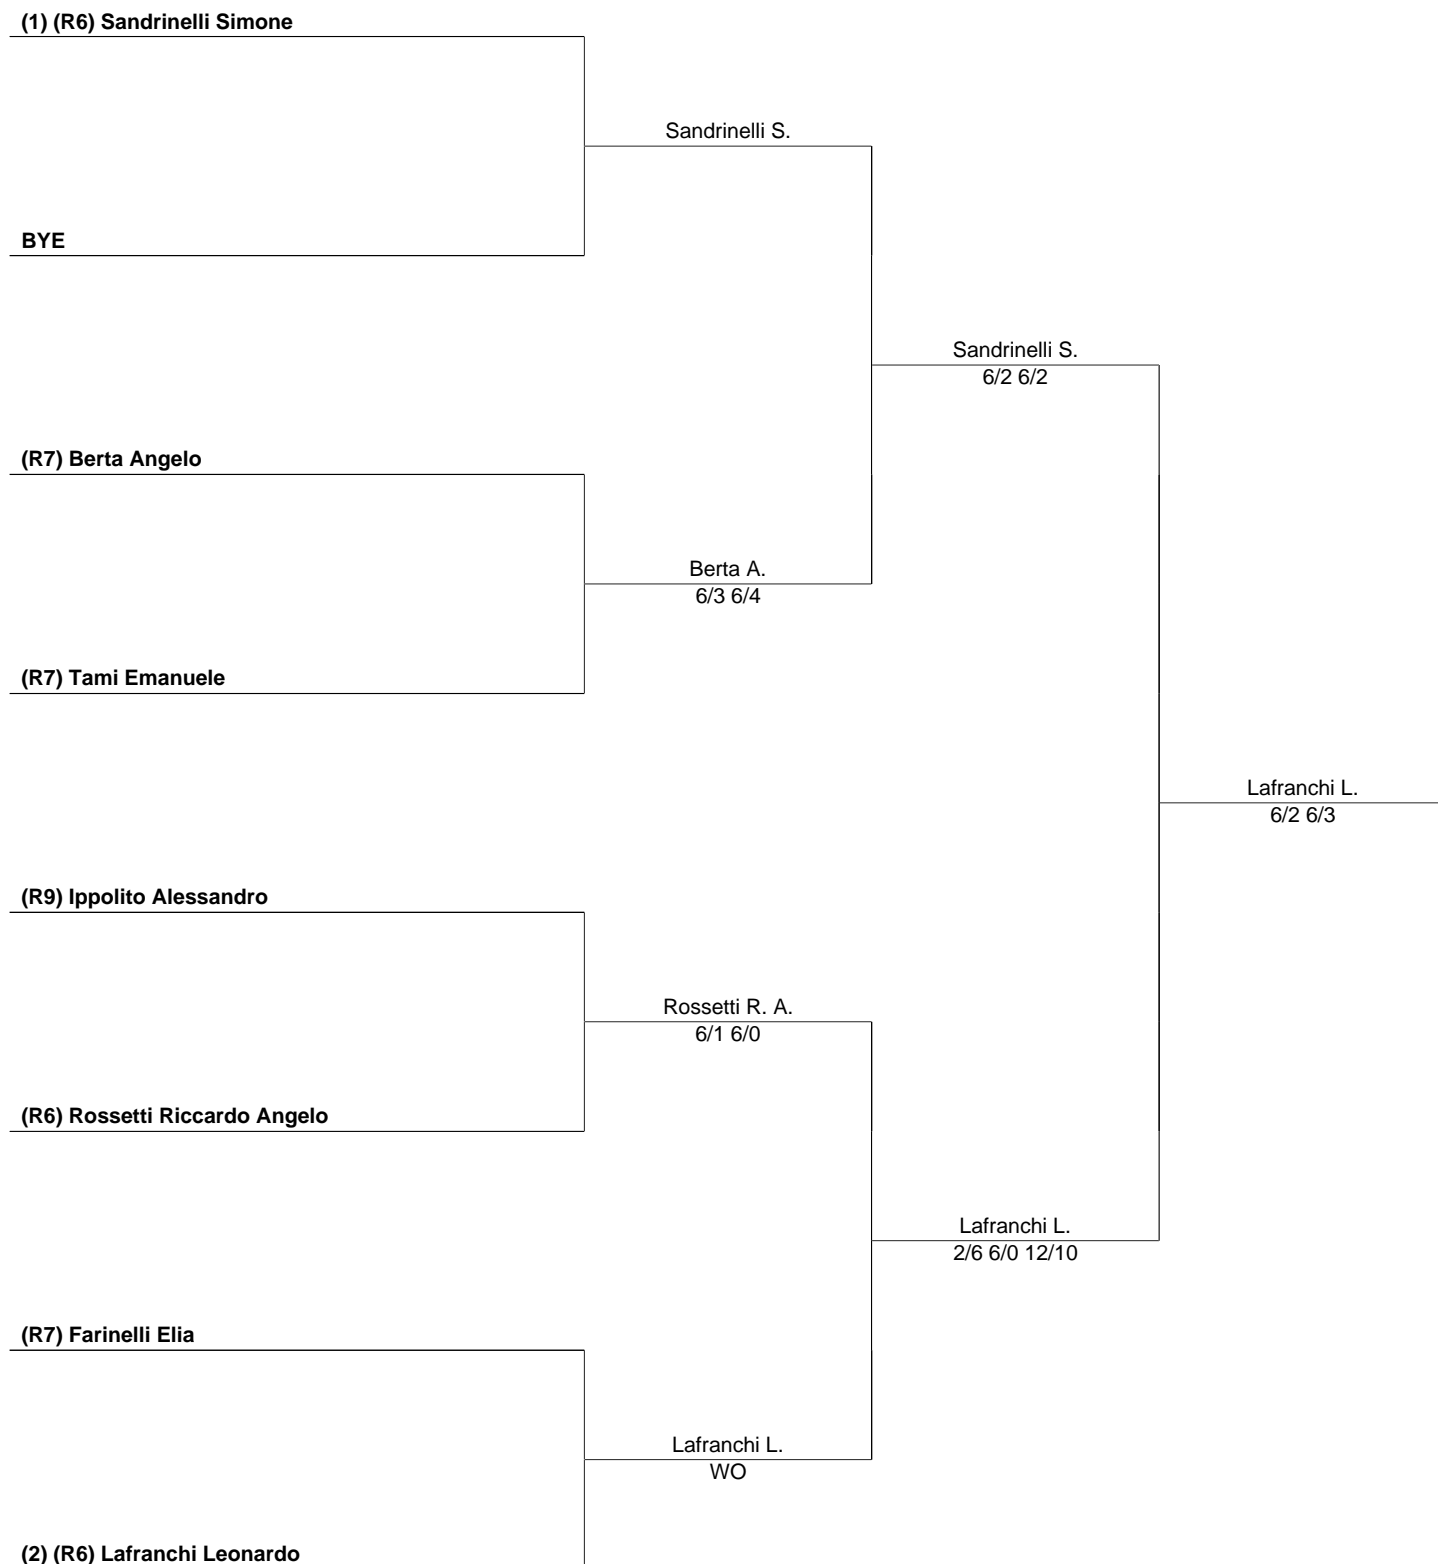 (1) (R6) Sandrinelli Simone
Sandrinelli S.
BYE
Sandrinelli S.
6/2 6/2
(R7) Berta Angelo
Berta A.
6/3 6/4
(R7) Tami Emanuele
Lafranchi L.
6/2 6/3
(R9) Ippolito Alessandro
Rossetti R. A.
6/1 6/0
(R6) Rossetti Riccardo Angelo
Lafranchi L.
2/6 6/0 12/10
(R7) Farinelli Elia
Lafranchi L.
WO
(2) (R6) Lafranchi Leonardo